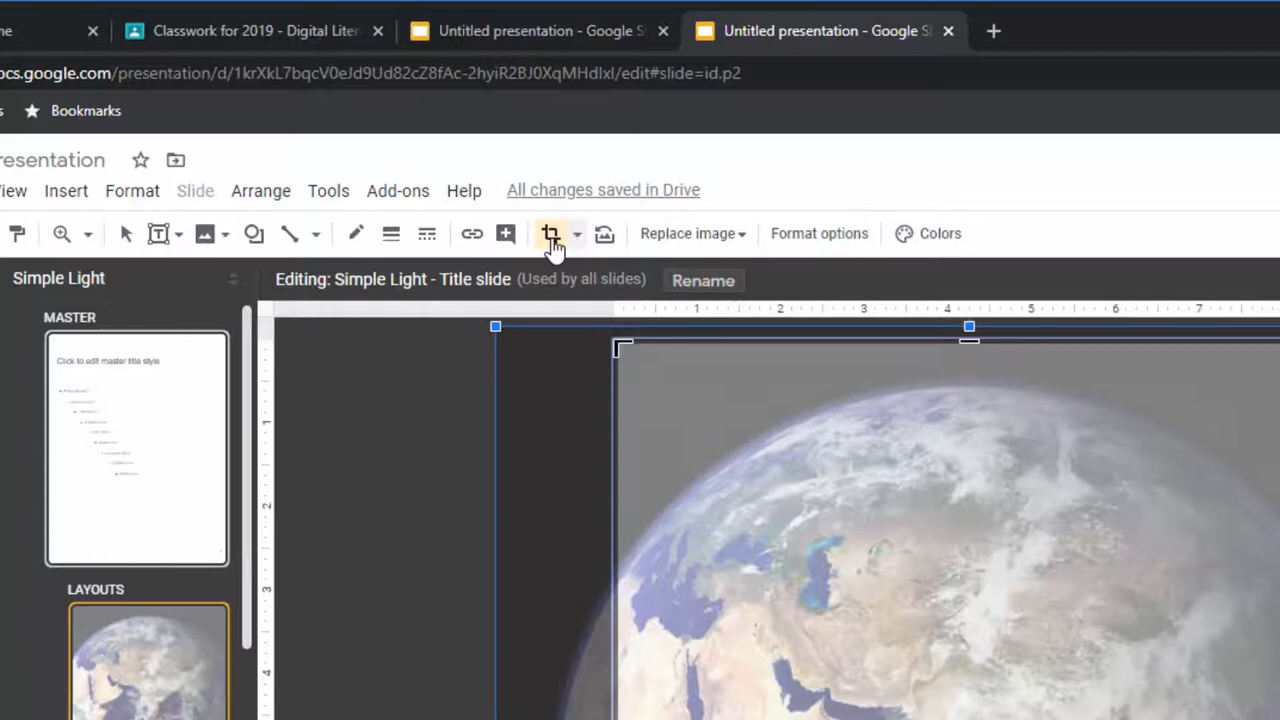 ne
Classwork for 2019 - Digital Liter
Untitled presentation - Google S
Untitled presentation - Google Sl
ocs.google.com/presentation/d/1krXkL7bqcV0eJd9Ud82cZ8fAc-2hyiR2BJ0XqMHdlxI/edit#slide=id.p2
s Bookmarks
resentation
iew Insert Format Slide Arrange Tools Add-ons Help All changes saved in Drive
Replace image Format options Colors
Simple Light
Editing: Simple Light - Title slide (Used by all slides) Rename
1 2 3 4 5 6 7
MASTER
Click to edit master title style
1
2
LAYOUTS
3
4